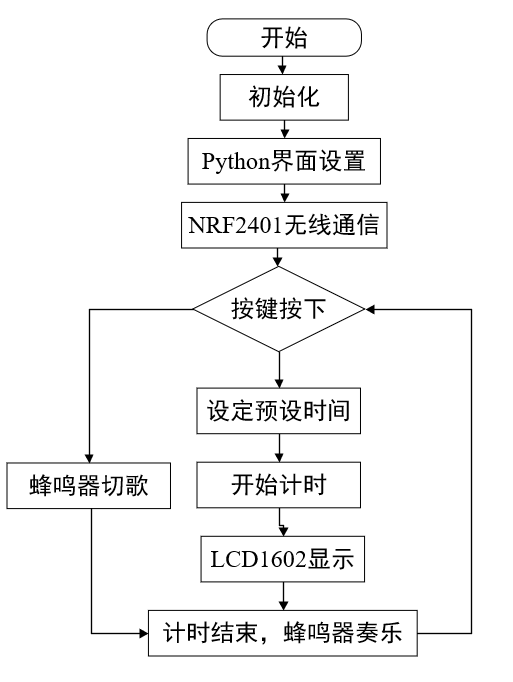 开始
初始化
Python界面设置
NRF2401无线通信
按键按下
设定预设时间
开始计时
蜂鸣器切歌
LCD1602显示
计时结束，蜂鸣器奏乐